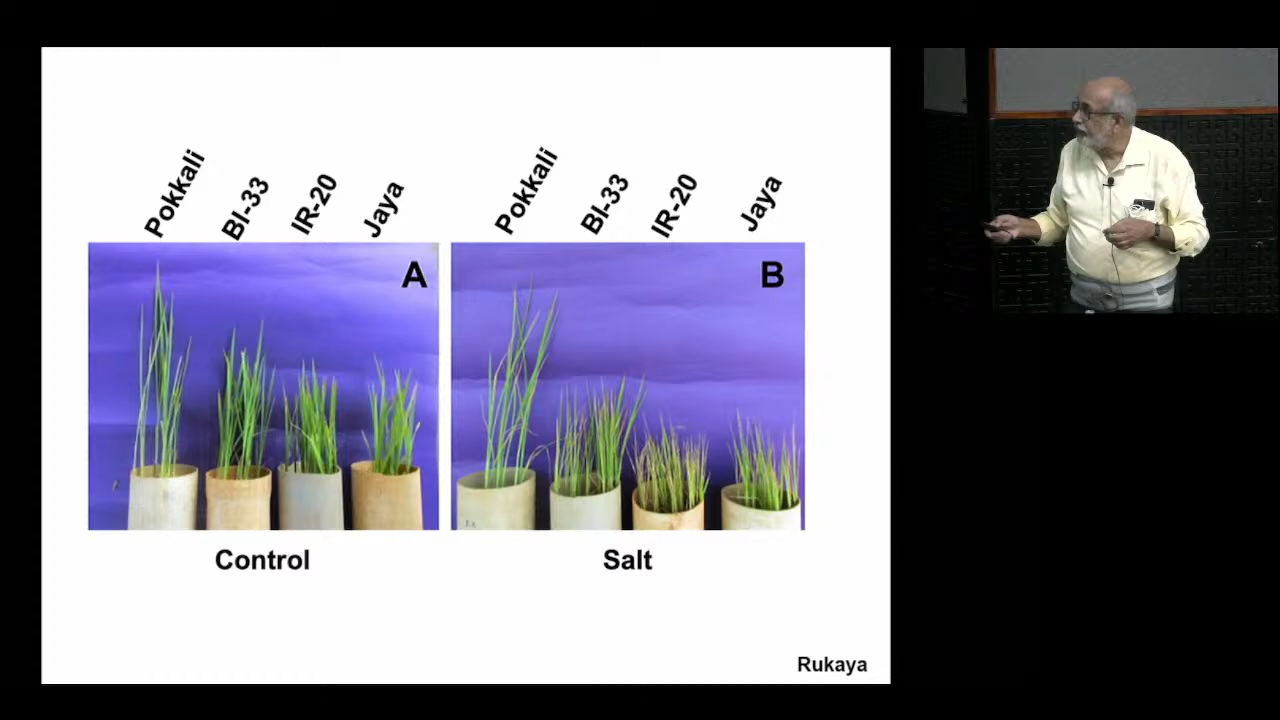 Pokkali
BI-33
IR-20
Jaya
Pokkali
BI-33
IR-20
Jaya
A
B
Control
Salt
Rukaya